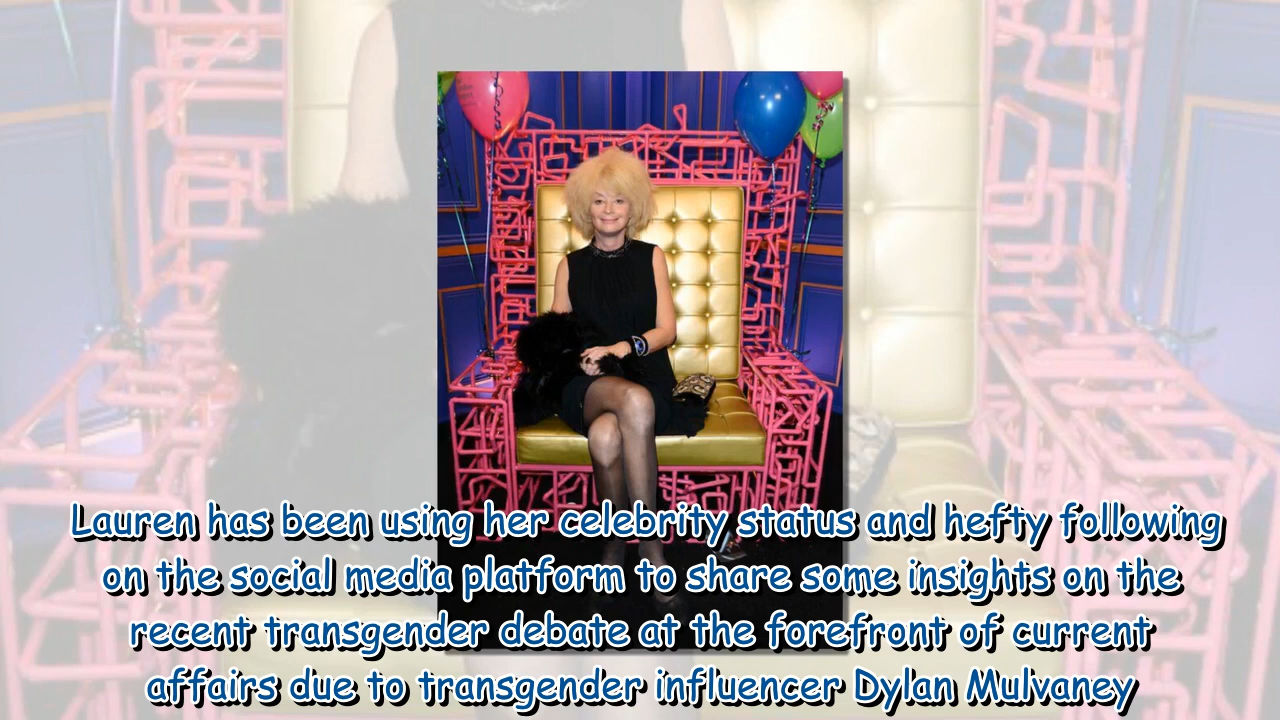 Lauren has been using her celebrity status and hefty following
on the social media platform to share some insights on the
recent transgender debate at the forefront of current
affairs due to transgender influencer Dylan Mulvaney